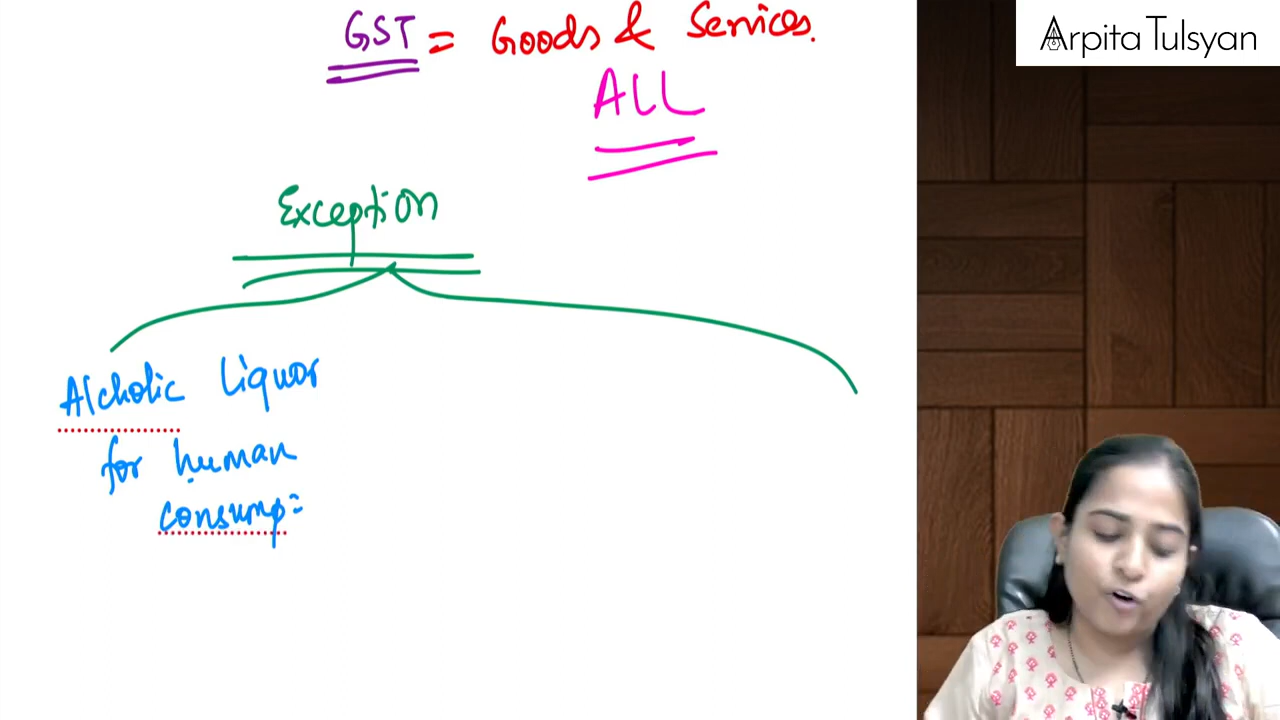 GST = Goods & Services.
Arpita Tulsyan
ALL
Exception
Alcholic Liquor
for human
consump=